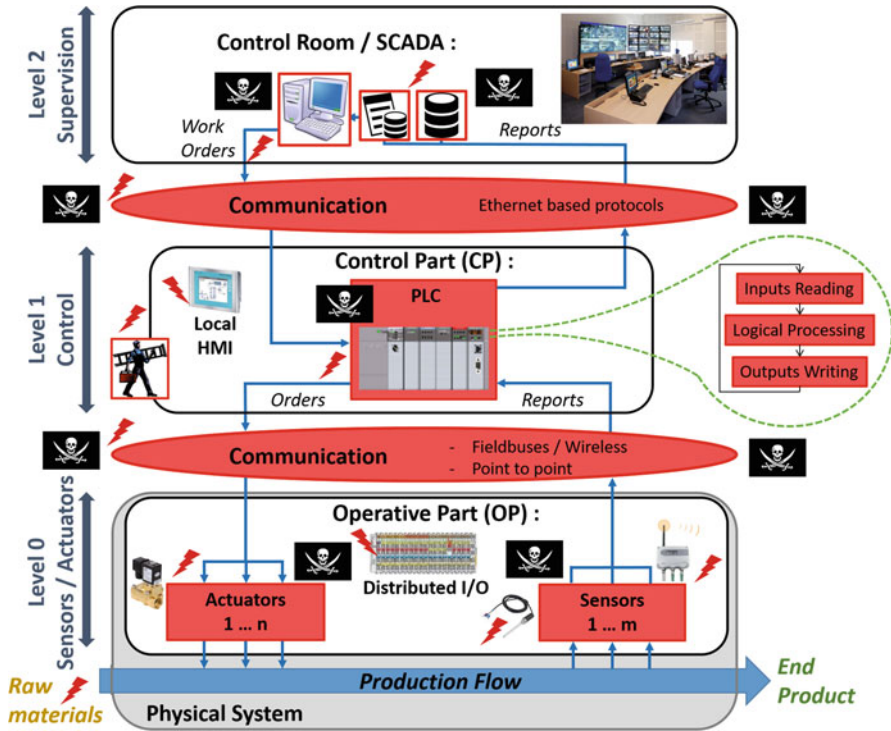 Level 2
Supervision
Control Room / SCADA :
Work
Orders
Reports
Communication
Ethernet based protocols
Level 1
Control
Control Part (CP) :
Local
HMI
PLC
Inputs Reading
Logical Processing
Outputs Writing
Orders
Reports
Communication
- Fieldbuses / Wireless
- Point to point
Level 0
Sensors / Actuators
Operative Part (OP) :
Distributed I/O
Actuators
1 ... n
Sensors
1 ... m
Raw
materials
Production Flow
End
Product
Physical System